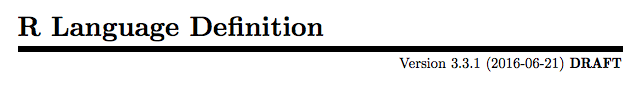 R Language Definition
Version 3.3.1 (2016-06-21) DRAFT